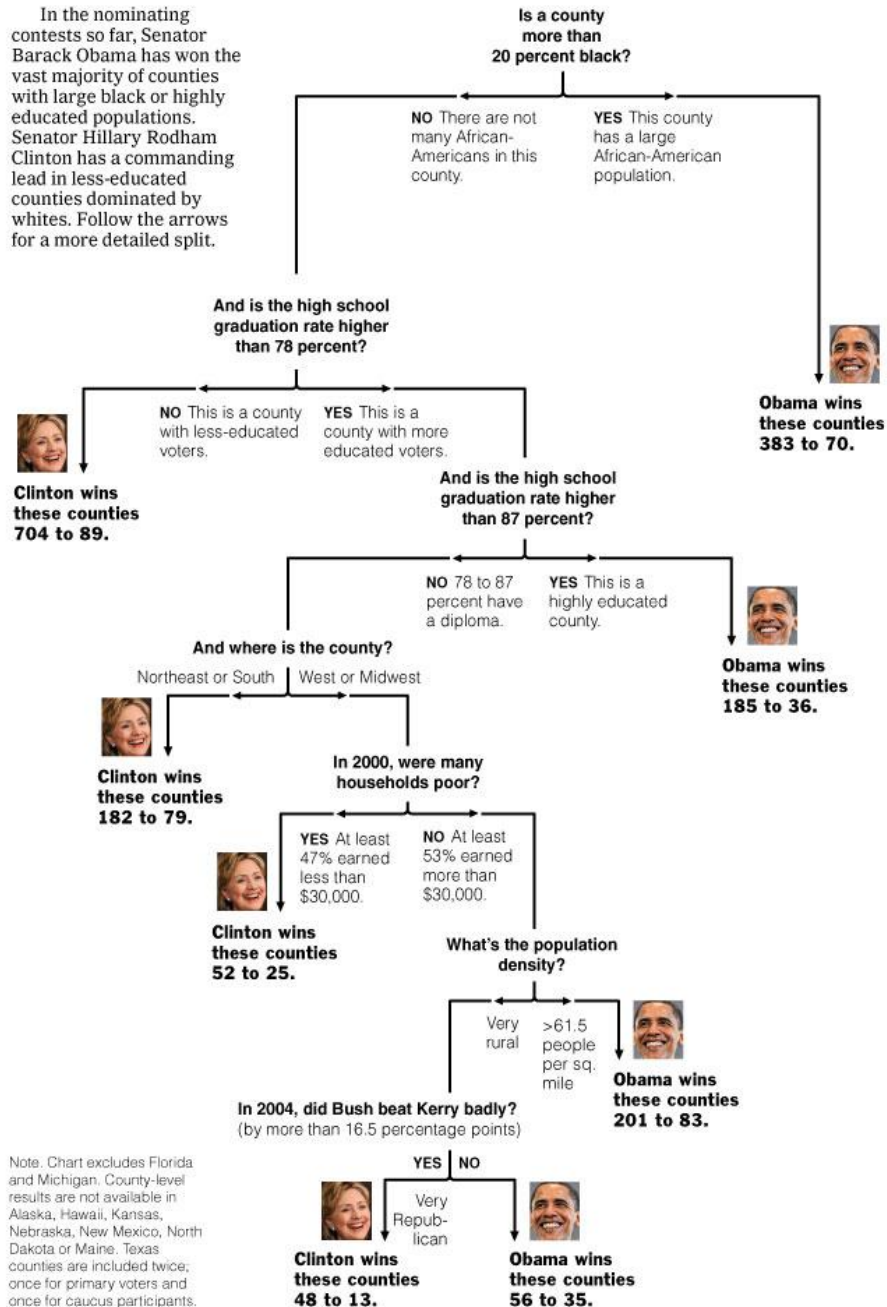 In the nominating
contests so far, Senator
Barack Obama has won the
vast majority of counties
with large black or highly
educated populations.
Senator Hillary Rodham
Clinton has a commanding
lead in less-educated
counties dominated by
whites. Follow the arrows
for a more detailed split.
Is a county
more than
20 percent black?
NO There are not
many African-
Americans in this
county.
YES This county
has a large
African-American
population.
Obama wins
these counties
383 to 70.
And is the high school
graduation rate higher
than 78 percent?
NO This is a county
with less-educated
voters.
YES This is a
county with more
educated voters.
Clinton wins
these counties
704 to 89.
And is the high school
graduation rate higher
than 87 percent?
NO 78 to 87
percent have
a diploma.
YES This is a
highly educated
county.
Obama wins
these counties
185 to 36.
And where is the county?
Northeast or South
West or Midwest
Clinton wins
these counties
182 to 79.
In 2000, were many
households poor?
YES At least
47% earned
less than
$30,000.
NO At least
53% earned
more than
$30,000.
Clinton wins
these counties
52 to 25.
What's the population
density?
Very
rural
>61.5
people
per sq.
mile
Obama wins
these counties
201 to 83.
In 2004, did Bush beat Kerry badly?
(by more than 16.5 percentage points)
YES
NO
Very
Repub-
lican
Clinton wins
these counties
48 to 13.
Obama wins
these counties
56 to 35.
Note. Chart excludes Florida
and Michigan. County-level
results are not available in
Alaska, Hawaii, Kansas,
Nebraska, New Mexico, North
Dakota or Maine. Texas
counties are included twice;
once for primary voters and
once for caucus participants.